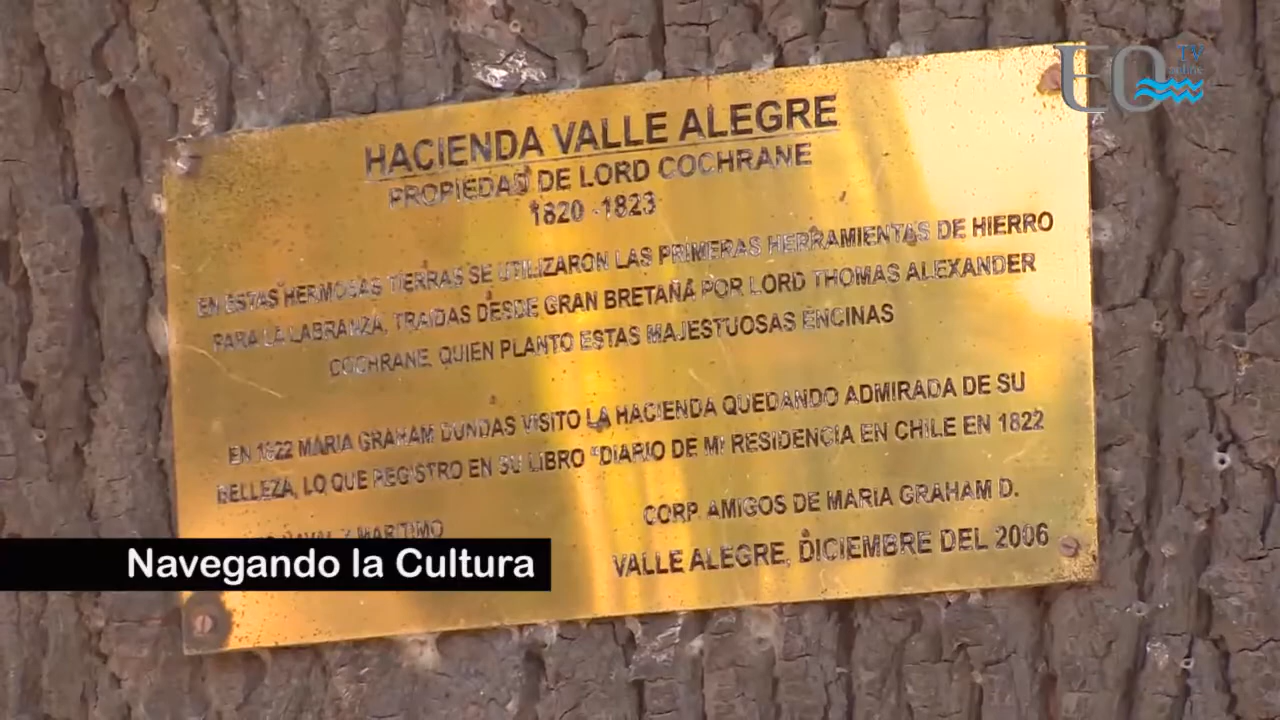 EQ TV online
HACIENDA VALLE ALEGRE
PROPIEDAD DE LORD COCHRANE
1820 -1823
EN ESTAS HERMOSAS TIERRAS SE UTILIZARON LAS PRIMERAS HERRAMIENTAS DE HIERRO
PARA LA LABRANZA, TRAIDAS DESDE GRAN BRETAÑA POR LORD THOMAS ALEXANDER
COCHRANE, QUIEN PLANTO ESTAS MAJESTUOSAS ENCINAS
EN 1822 MARIA GRAHAM DUNDAS VISITO LA HACIENDA QUEDANDO ADMIRADA DE SU
BELLEZA, LO QUE REGISTRO EN SU LIBRO "DIARIO DE MI RESIDENCIA EN CHILE EN 1822
Y MARITIMO
CORP. AMIGOS DE MARIA GRAHAM D.
VALLE ALEGRE, DICIEMBRE DEL 2006
Navegando la Cultura